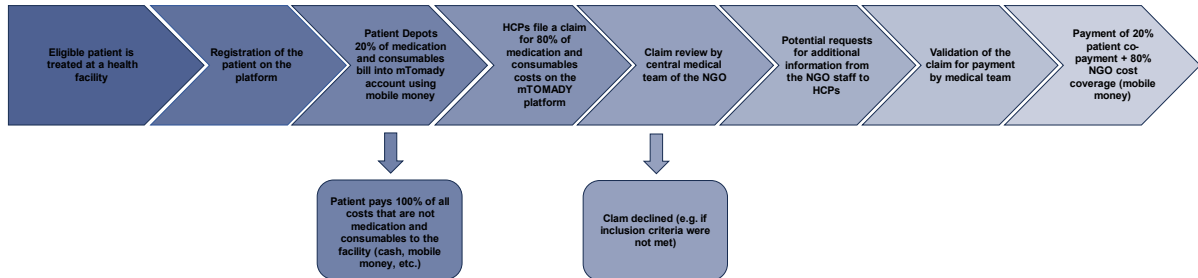 Eligible patient is
treated at a health
facility
Registration of the
patient on the
platform
Patient Depots
20% of medication
and consumables
bill into mTomady
account using
mobile money
HCPs file a claim
for 80% of
medication and
consumables
costs on the
mTOMADY
platform
Claim review by
central medical
team of the NGO
Potential requests
for additional
information from
the NGO staff to
HCPs
Validation of the
claim for payment
by medical team
Payment of 20%
patient co-
payment + 80%
NGO cost
coverage (mobile
money)
Patient pays 100% of all
costs that are not
medication and
consumables to the
facility (cash, mobile
money, etc.)
Clam declined (e.g. if
inclusion criteria were
not met)